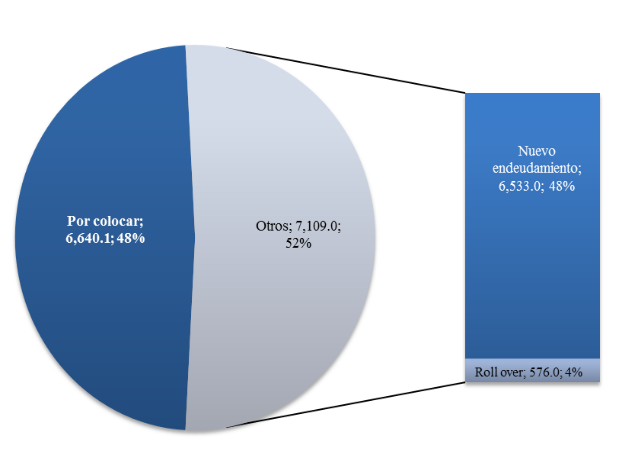 Por colocar;
6,640.1; 48%
Otros; 7,109.0;
52%
Nuevo
endeudamiento;
6,533.0; 48%
Roll over; 576.0; 4%